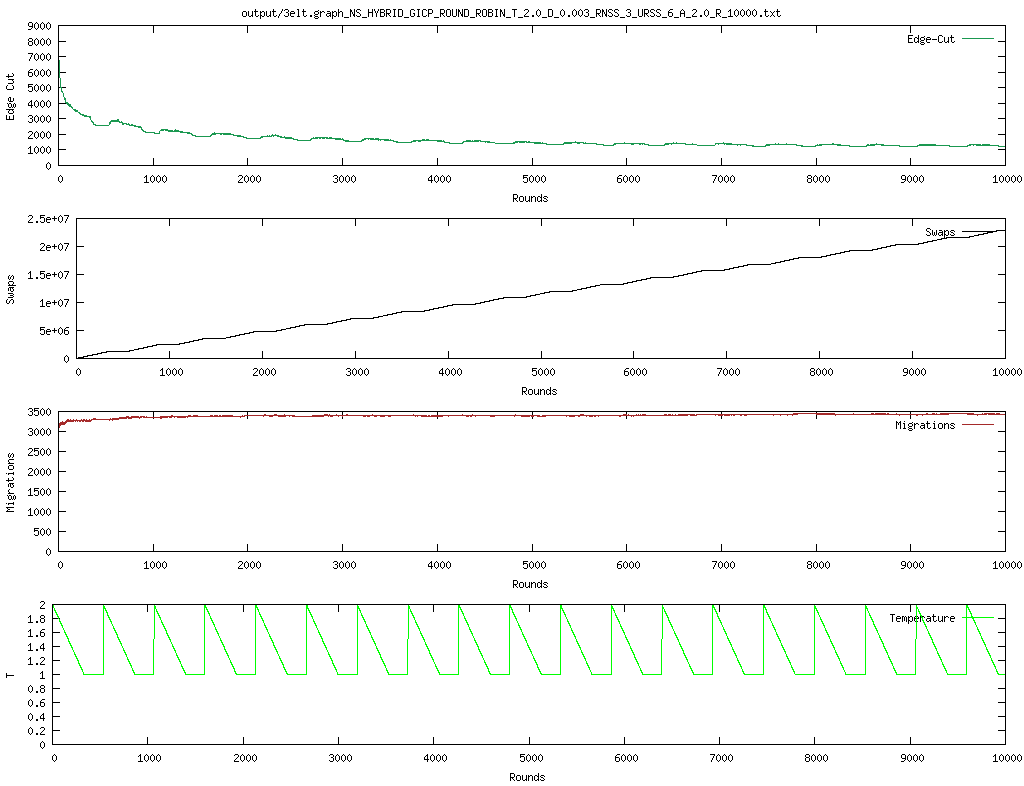 output/3elt.graph_NS_HYBRID_GICP_ROUND_ROBIN_T_2.0_D_0.003_RNSS_3_URSS_6_A_2.0_R_10000.txt
9000
8000
7000
6000
5000
4000
3000
2000
1000
0
Edge Cut
Edge-Cut
0 1000 2000 3000 4000 5000 6000 7000 8000 9000 10000
Rounds
2.5e+07
2e+07
1.5e+07
1e+07
5e+06
0
Swaps
Swaps
0 1000 2000 3000 4000 5000 6000 7000 8000 9000 10000
Rounds
3500
3000
2500
2000
1500
1000
500
0
Migrations
Migrations
0 1000 2000 3000 4000 5000 6000 7000 8000 9000 10000
Rounds
2
1.8
1.6
1.4
1.2
1
0.8
0.6
0.4
0.2
0
T
Temperature
0 1000 2000 3000 4000 5000 6000 7000 8000 9000 10000
Rounds